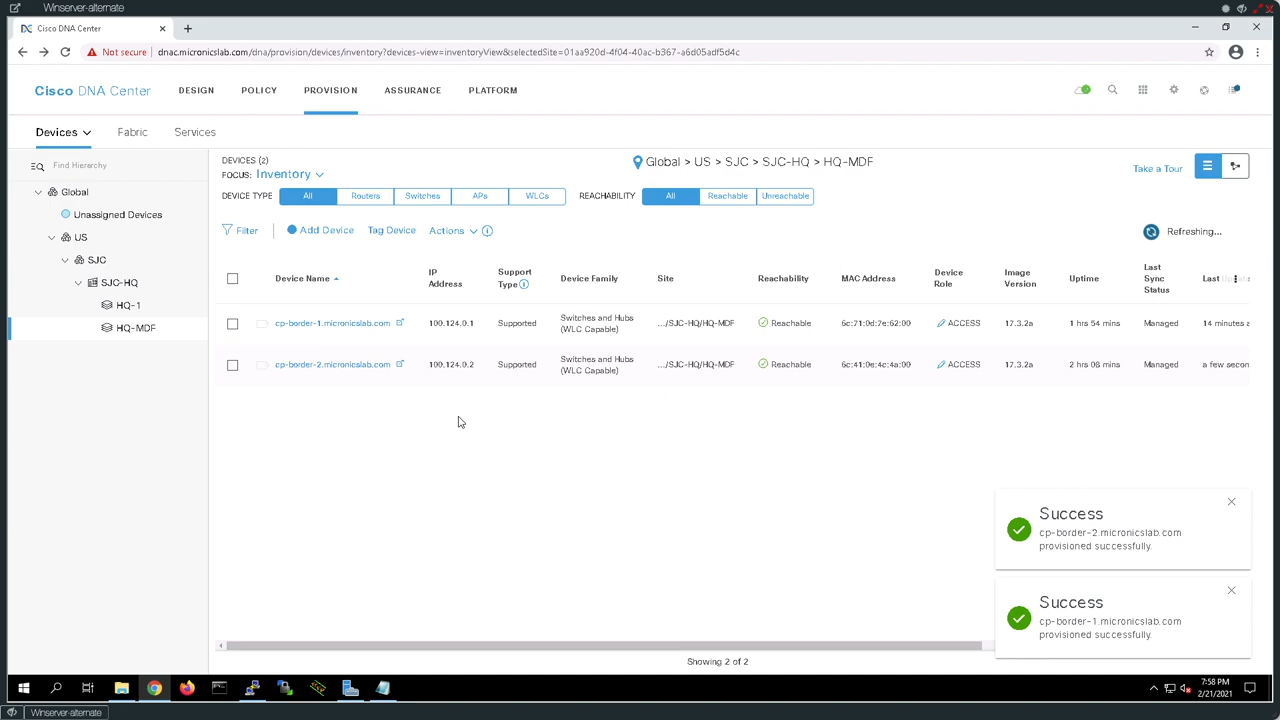 Winserver-alternate
Cisco DNA Center
Not secure | dnac.micronicslab.com/dna/provision/devices/inventory?devices-view=inventoryView&selectedSite=01aa920d-4f04-40ac-b367-a6d05adf5d4c
Cisco DNA Center DESIGN POLICY PROVISION ASSURANCE PLATFORM
Devices Fabric Services
Find Hierarchy
Global
Unassigned Devices
US
SJC
SJC-HQ
HQ-1
HQ-MDF
DEVICES (2)
FOCUS: Inventory
Global > US > SJC > SJC-HQ > HQ-MDF
Take a Tour
DEVICE TYPE All Routers Switches APs WLCs REACHABILITY All Reachable Unreachable
Filter | Add Device Tag Device Actions
Refreshing...
Device Name IP Address Support Type Device Family Site Reachability MAC Address Device Role Image Version Uptime Last Sync Status Last
cp-border-1.micronicslab.com 100.124.0.1 Supported Switches and Hubs (WLC Capable) .../SJC-HQ/HQ-MDF Reachable 6c:71:0d:7e:62:00 ACCESS 17.3.2a 1 hrs 54 mins Managed 14 minutes a
cp-border-2.micronicslab.com 100.124.0.2 Supported Switches and Hubs (WLC Capable) .../SJC-HQ/HQ-MDF Reachable 6c:41:0e:4c:4a:00 ACCESS 17.3.2a 2 hrs 08 mins Managed a few secon
Success
cp-border-2.micronicslab.com
provisioned successfully.
Success
cp-border-1.micronicslab.com
provisioned successfully.
Showing 2 of 2
7:58 PM
2/21/2021
Winserver-alternate